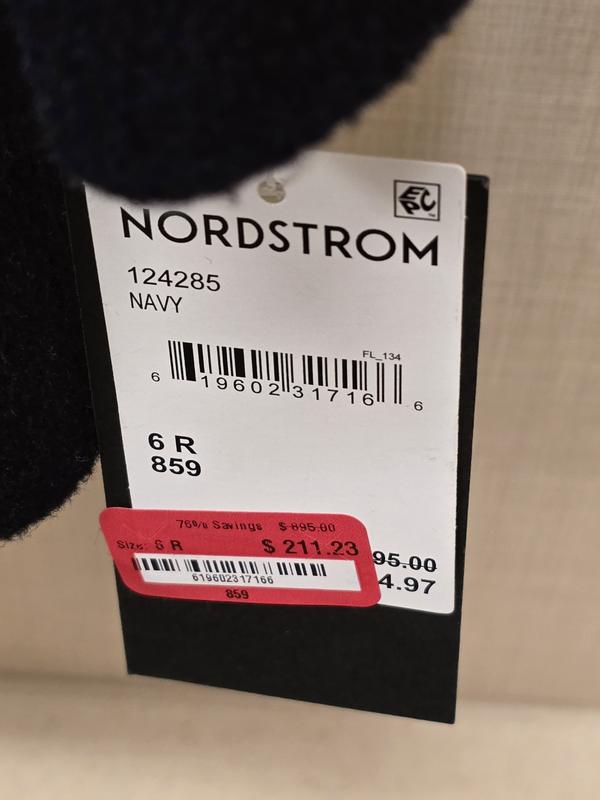 EPC
NORDSTROM
124285
NAVY
FL_134
6 19602 31716 6
6 R
859
76% Savings $ 895.00
Size: 6 R $ 211.23
619602317166
859
95.00
4.97